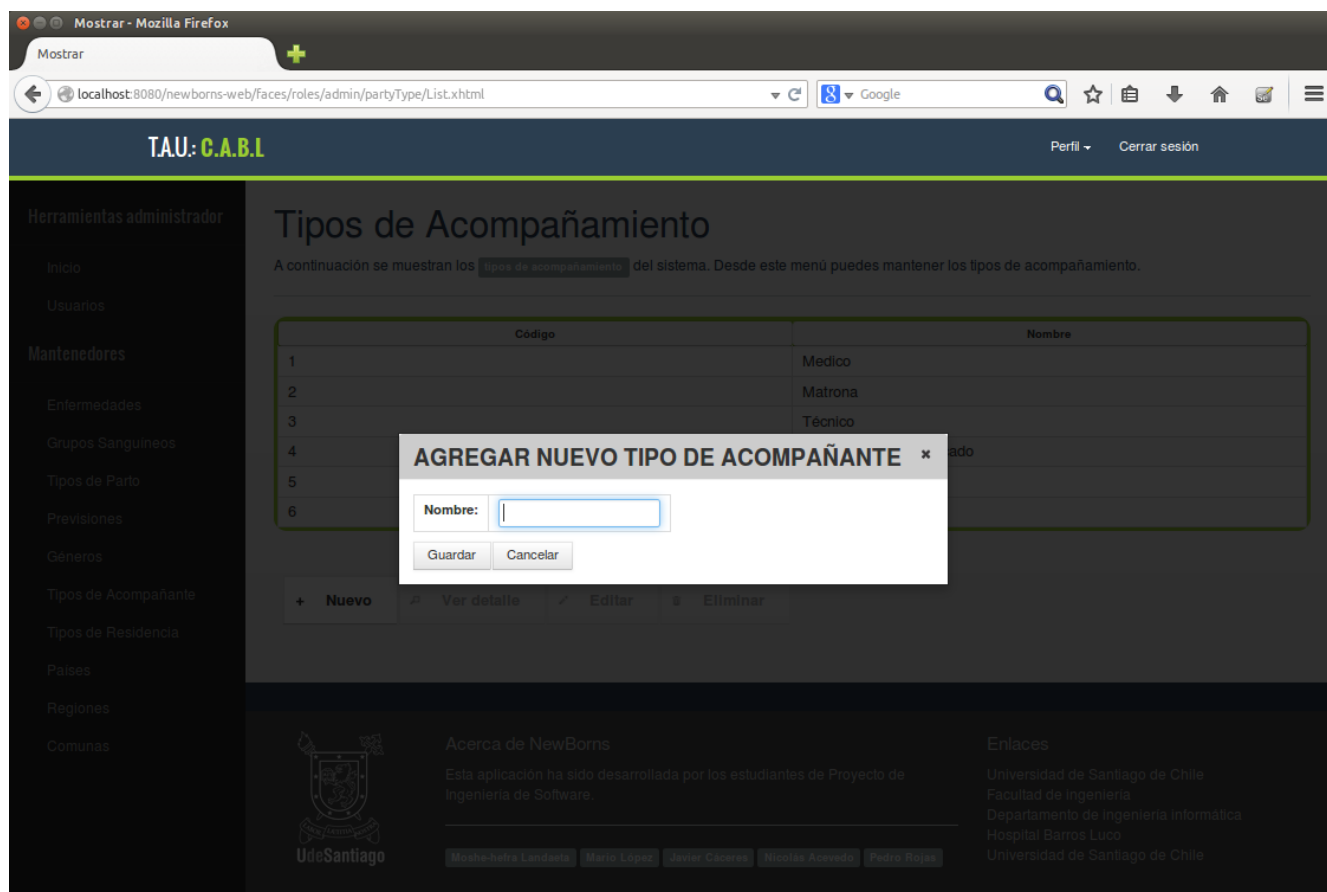 Mostrar - Mozilla Firefox
Mostrar
localhost:8080/newborns-web/faces/roles/admin/partyType/List.xhtml
Google
T.A.U.: C.A.B.L
Perfil
Cerrar sesión
Herramientas administrador
Inicio
Usuarios
Mantenedores
Enfermedades
Grupos Sanguineos
Tipos de Parto
Previsiones
Géneros
Tipos de Acompañante
Tipos de Residencia
Países
Regiones
Comunas
Tipos de Acompañamiento
A continuación se muestran los tipos de acompañamiento del sistema. Desde este menú puedes mantener los tipos de acompañamiento.
Código Nombre
1 Medico
2 Matrona
3 Técnico
4 ado
5
6
AGREGAR NUEVO TIPO DE ACOMPAÑANTE
Nombre:
Guardar Cancelar
+ Nuevo Ver detalle Editar Eliminar
UdeSantiago
Acerca de NewBorns
Esta aplicación ha sido desarrollada por los estudiantes de Proyecto de
Ingeniería de Software.
Moshe-hetra Landaeta Mario López Javier Cáceres Nicolás Acevedo Pedro Rojas
Enlaces
Universidad de Santiago de Chile
Facultad de ingeniería
Departamento de ingeniería informática
Hospital Barros Luco
Universidad de Santiago de Chile